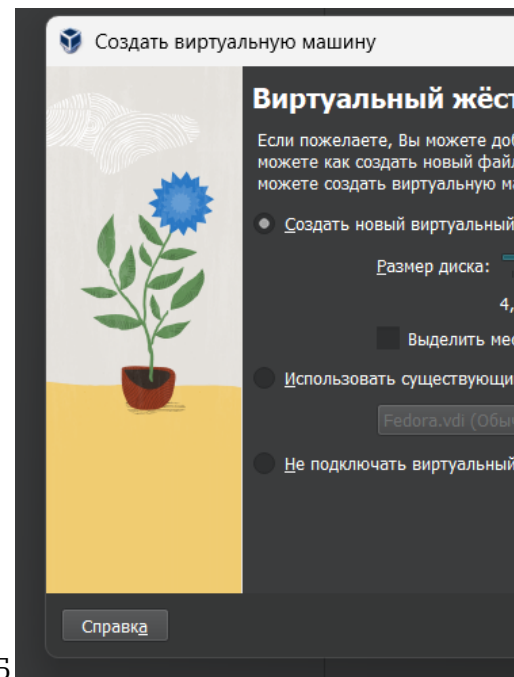 Создать виртуальную машину
Виртуальный жёст
Если пожелаете, Вы можете доб
можете как создать новый файл
можете создать виртуальную ма
Создать новый виртуальный
Размер диска:
4,
Выделить мес
Использовать существующи
Fedora.vdi (Обыч
Не подключать виртуальный
Справка